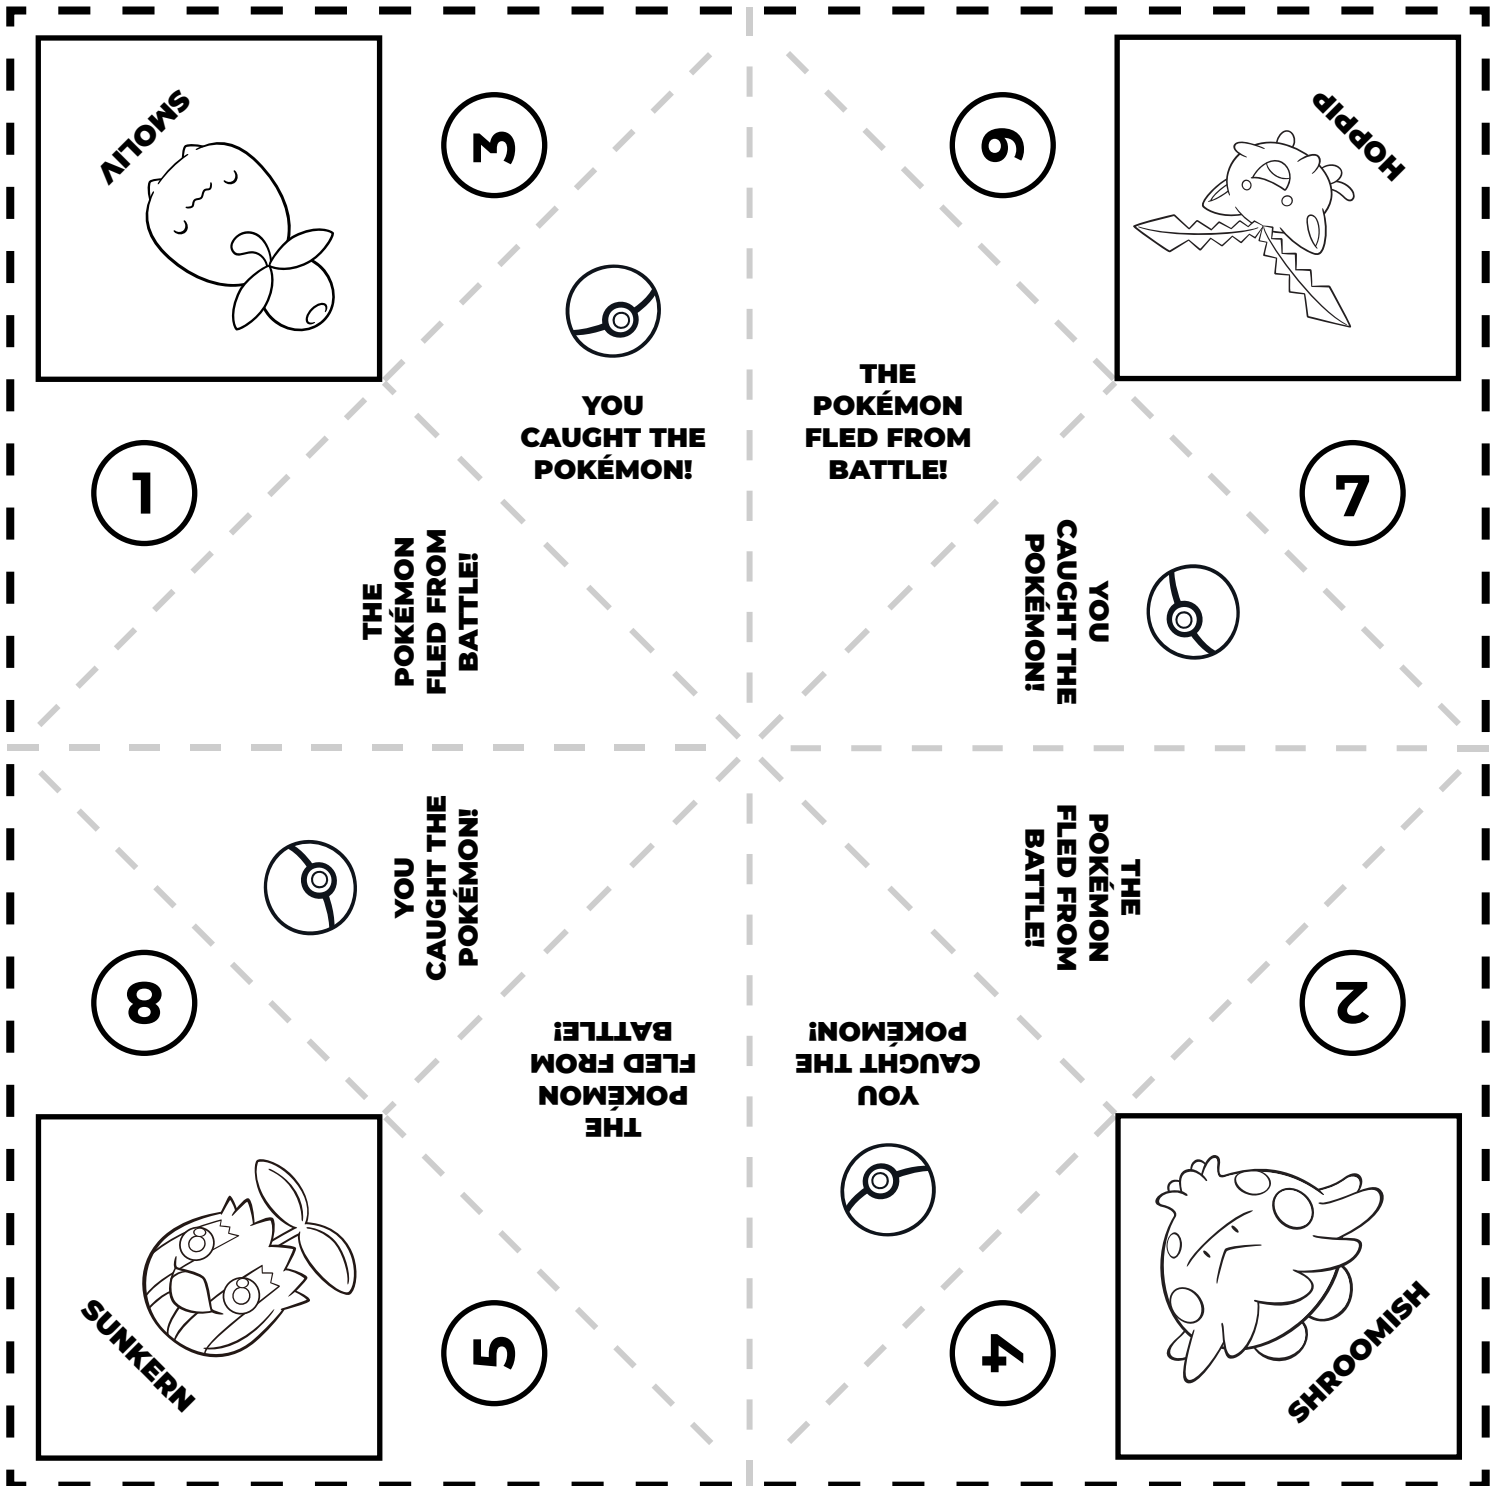 SMOLIV
3
6
HOPPIP
YOU
CAUGHT THE
POKÉMON!
THE
POKÉMON
FLED FROM
BATTLE!
1
7
THE
POKÉMON
FLED FROM
BATTLE!
YOU
CAUGHT THE
POKÉMON!
YOU
CAUGHT THE
POKÉMON!
THE
POKÉMON
FLED FROM
BATTLE!
8
2
THE
POKÉMON
FLED FROM
BATTLE!
YOU
CAUGHT THE
POKÉMON!
SUNKERN
5
4
SHROOMISH